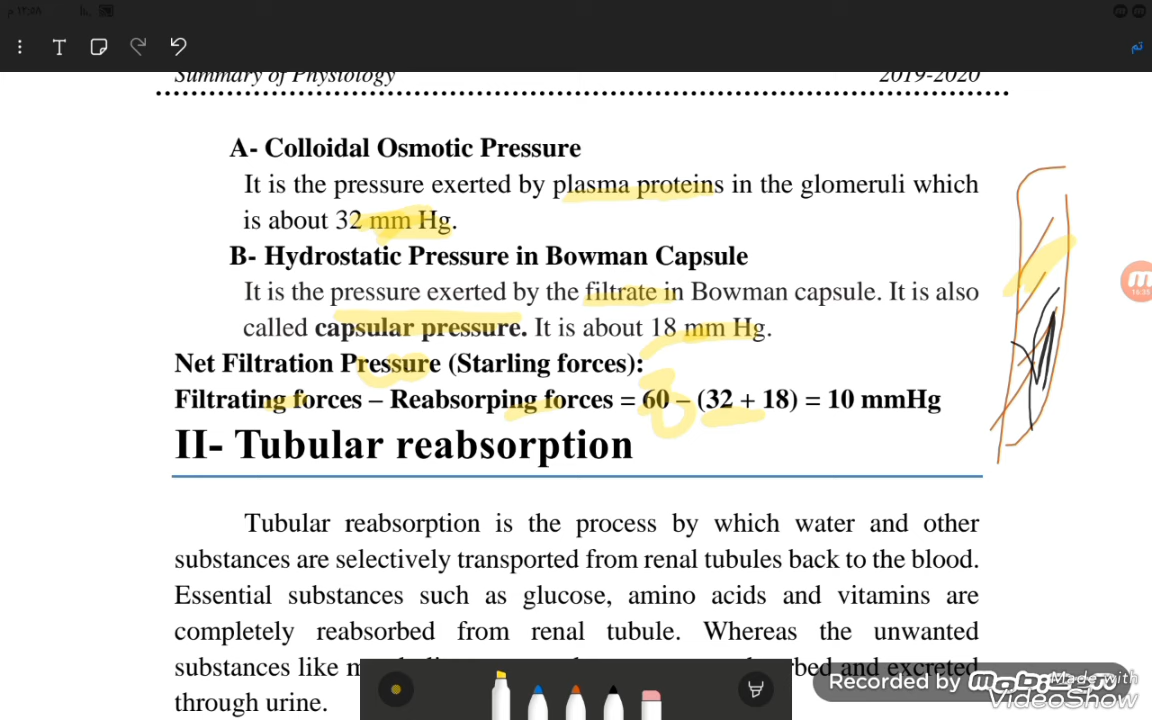 ١٢:٥٨ م
تم
Summary of Physiology 2019-2020
A- Colloidal Osmotic Pressure
It is the pressure exerted by plasma proteins in the glomeruli which
is about 32 mm Hg.
B- Hydrostatic Pressure in Bowman Capsule
It is the pressure exerted by the filtrate in Bowman capsule. It is also
called capsular pressure. It is about 18 mm Hg.
Net Filtration Pressure (Starling forces):
Filtrating forces – Reabsorping forces = 60 – (32 + 18) = 10 mmHg
II- Tubular reabsorption
Tubular reabsorption is the process by which water and other
substances are selectively transported from renal tubules back to the blood.
Essential substances such as glucose, amino acids and vitamins are
completely reabsorbed from renal tubule. Whereas the unwanted
substances like and excreted
through urine.
Recorded by
Made with
VideoShow